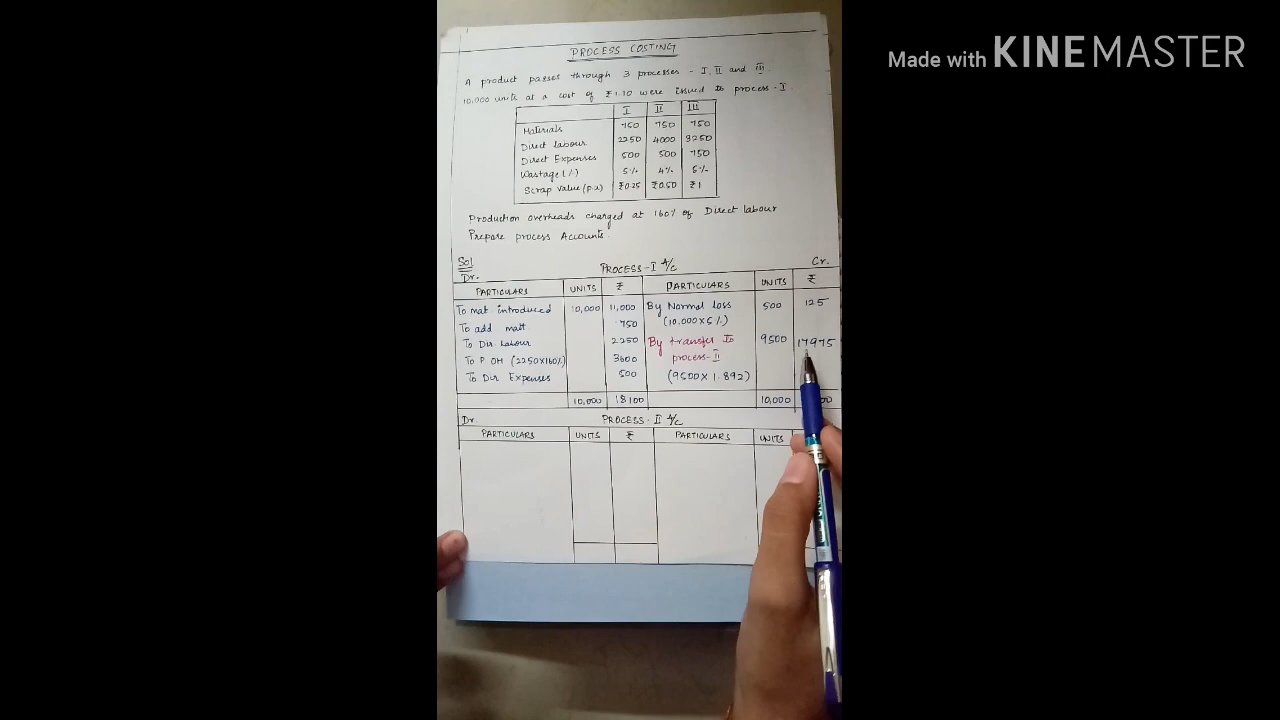 Made with KINEMASTER
PROCESS COSTING
A product passes through 3 processes - I, II and III.
10,000 units at a cost of ₹1.10 were issued to process - I.
I II III
Materials 750 750 750
Direct Labour 2250 4000 3250
Direct Expenses 500 500 750
Wastage (%) 5% 4% 5%
Scrap Value (p.u) ₹0.25 ₹0.50 ₹1
Production overheads charged at 160% of Direct labour
Prepare process Accounts.
Sol
Dr. PROCESS-I A/c Cr.
PARTICULARS UNITS ₹ PARTICULARS UNITS ₹
To mat introduced 10,000 11,000 By Normal loss 500 125
To add matt. 750 (10,000 X 5%)
To Dir Labour 2250 By transfer to 9500 17975
To P.OH (2250X160%) 3600 process-II
To Dir Expenses 500 (9500 X 1.892)
10,000 18100 10,000
Dr. PROCESS - II A/c
PARTICULARS UNITS ₹ PARTICULARS UNITS